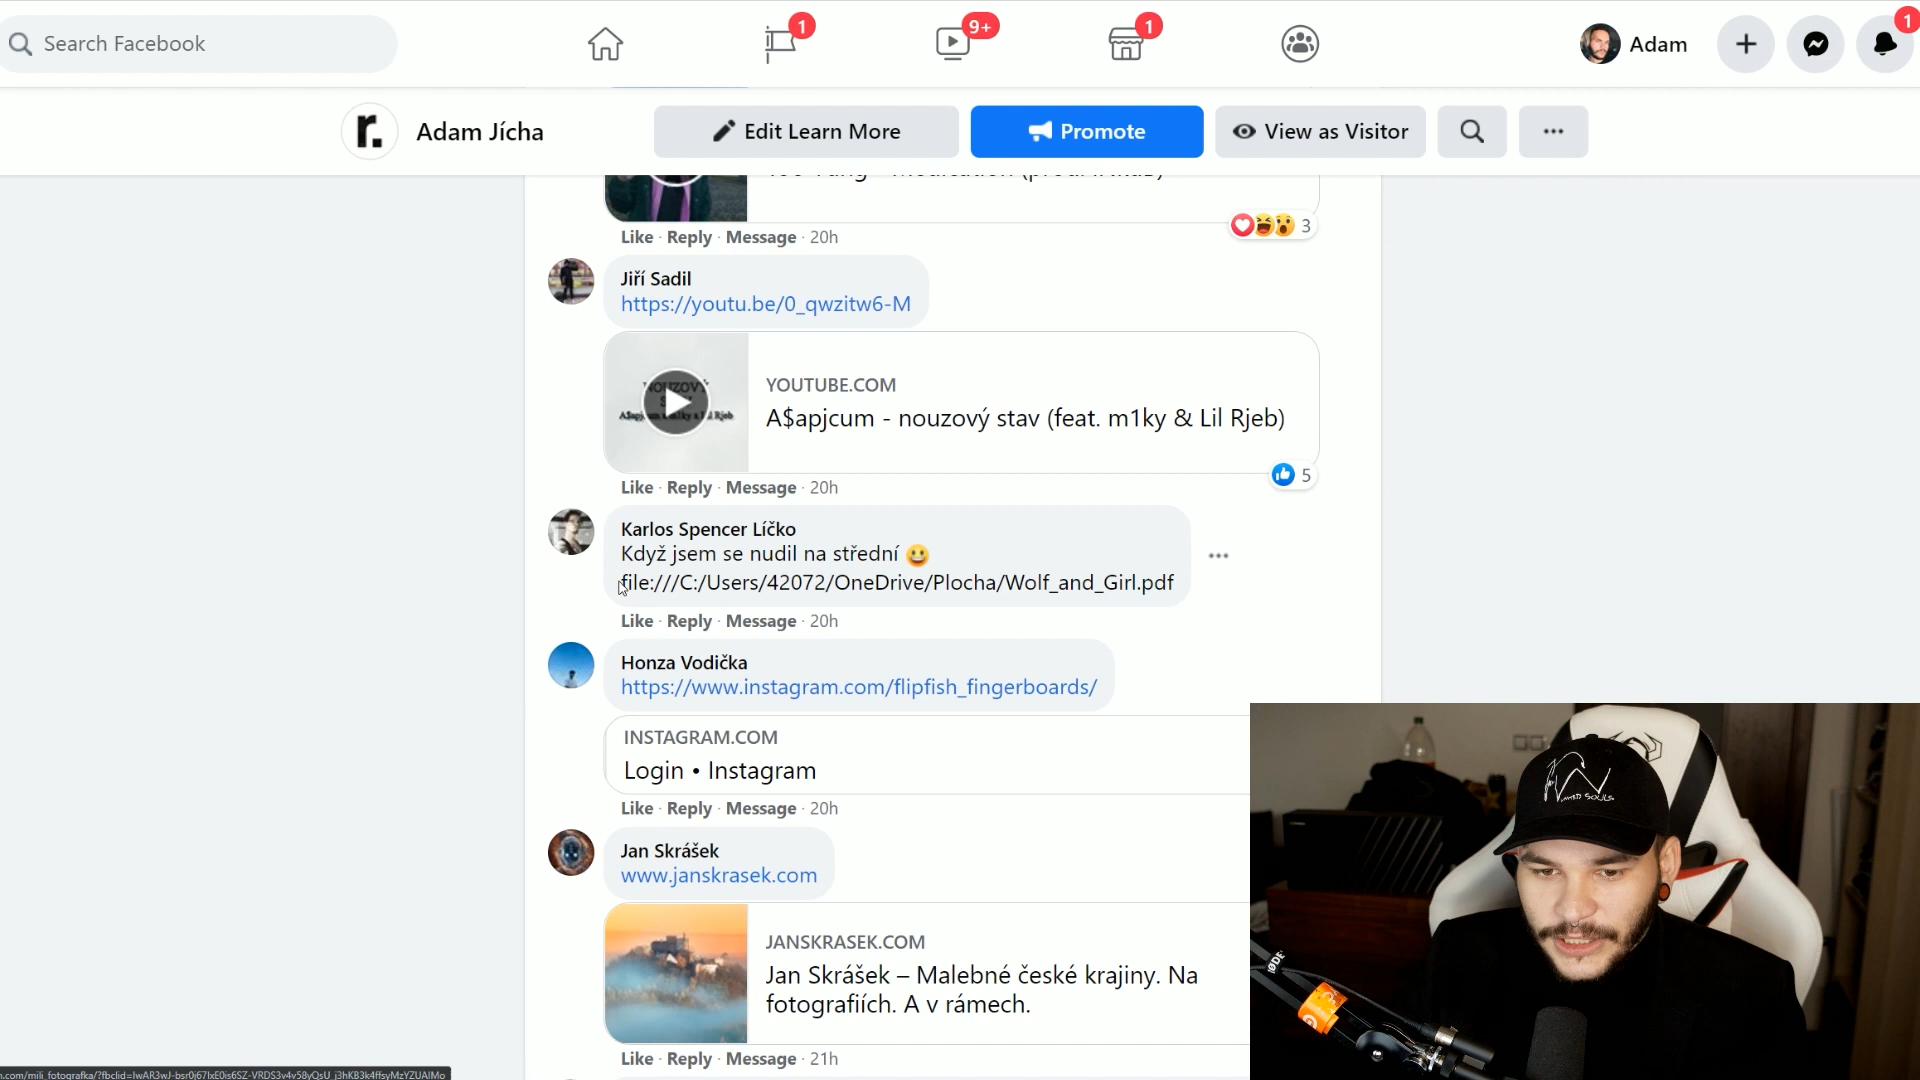 Search Facebook
1
9+
1
Adam
1
Adam Jícha
Edit Learn More
Promote
View as Visitor
Like · Reply · Message · 20h
3
Jiří Sadil
https://youtu.be/0_qwzitw6-M
NOUZOVÝ
YOUTUBE.COM
A$apjcum - nouzový stav (feat. m1ky & Lil Rjeb)
5
Like · Reply · Message · 20h
Karlos Spencer Líčko
Když jsem se nudil na střední 😀
file:///C:/Users/42072/OneDrive/Plocha/Wolf_and_Girl.pdf
Like · Reply · Message · 20h
Honza Vodička
https://www.instagram.com/flipfish_fingerboards/
INSTAGRAM.COM
Login • Instagram
Like · Reply · Message · 20h
Jan Skrášek
www.janskrasek.com
JANSKRASEK.COM
Jan Skrášek – Malebné české krajiny. Na
fotografiích. A v rámech.
Like · Reply · Message · 21h
SOULS
RØDE